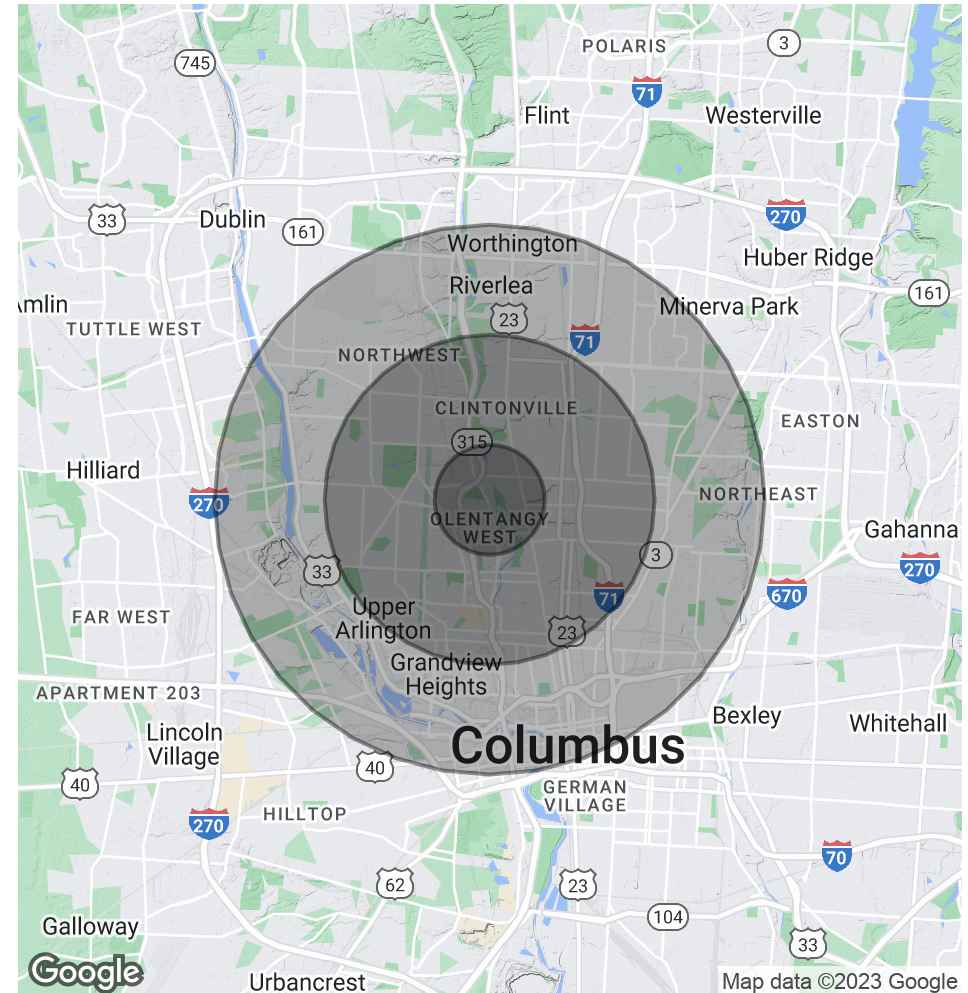 POLARIS
3
745
71
Flint
Westerville
33
Dublin
161
270
Worthington
Huber Ridge
Riverlea
161
mlin
Minerva Park
TUTTLE WEST
23
71
NORTHWEST
CLINTONVILLE
EASTON
315
Hilliard
270
NORTHEAST
OLENTANGY
WEST
Gahanna
3
33
270
670
71
Upper
Arlington
FAR WEST
23
Grandview
Heights
APARTMENT 203
Bexley
Whitehall
Lincoln
Village
Columbus
40
40
GERMAN
VILLAGE
HILLTOP
270
70
62
23
104
Galloway
33
Google
Urbancrest
Map data ©2023 Google